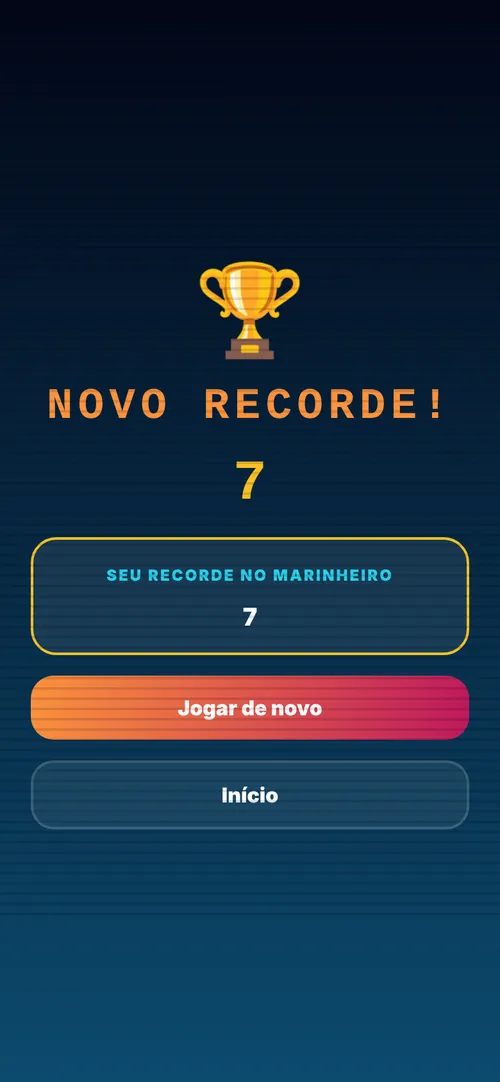 NOVO RECORDE!
7
SEU RECORDE NO MARINHEIRO
7
Jogar de novo
Início